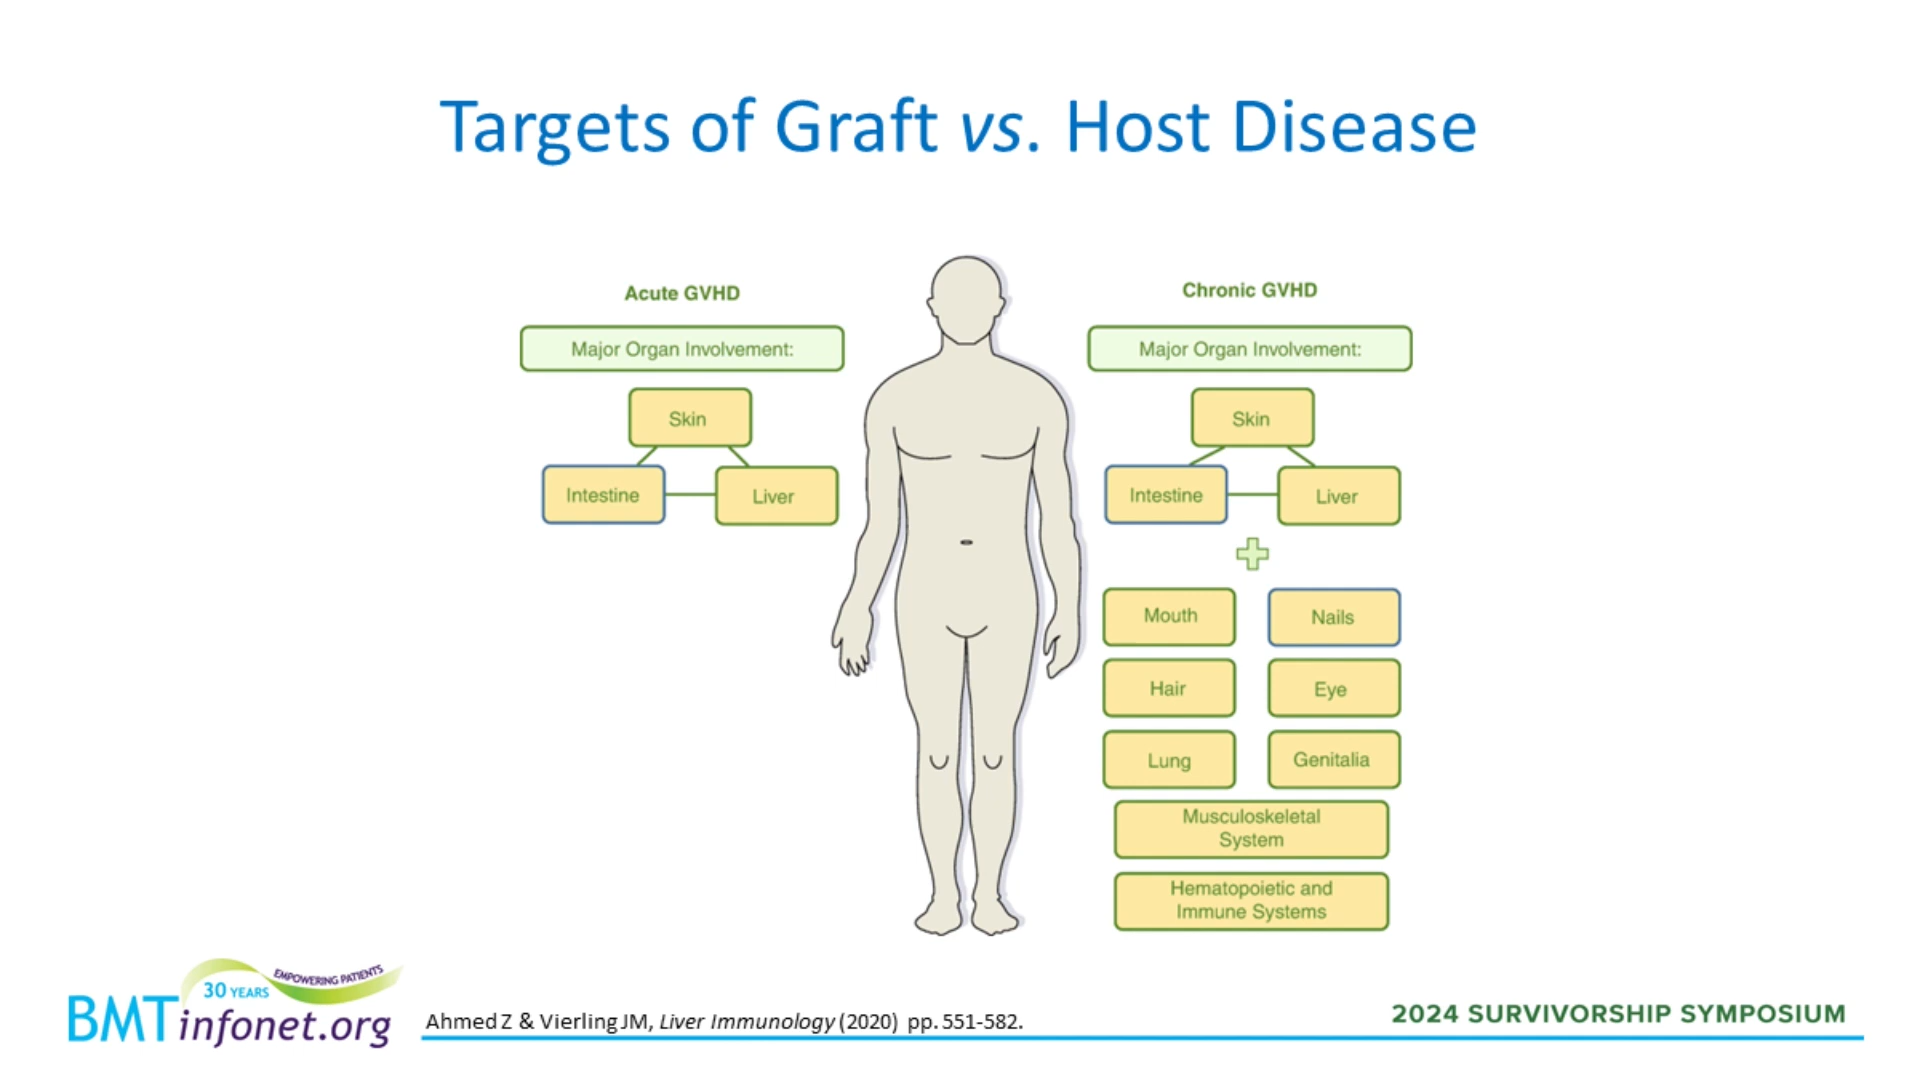 Targets of Graft vs. Host Disease
Acute GVHD
Major Organ Involvement:
Skin
Intestine
Liver
Chronic GVHD
Major Organ Involvement:
Skin
Intestine
Liver
Mouth
Nails
Hair
Eye
Lung
Genitalia
Musculoskeletal
System
Hematopoietic and
Immune Systems
30 YEARS
EMPOWERING PATIENTS
BMTinfonet.org
Ahmed Z & Vierling JM, Liver Immunology (2020) pp. 551-582.
2024 SURVIVORSHIP SYMPOSIUM